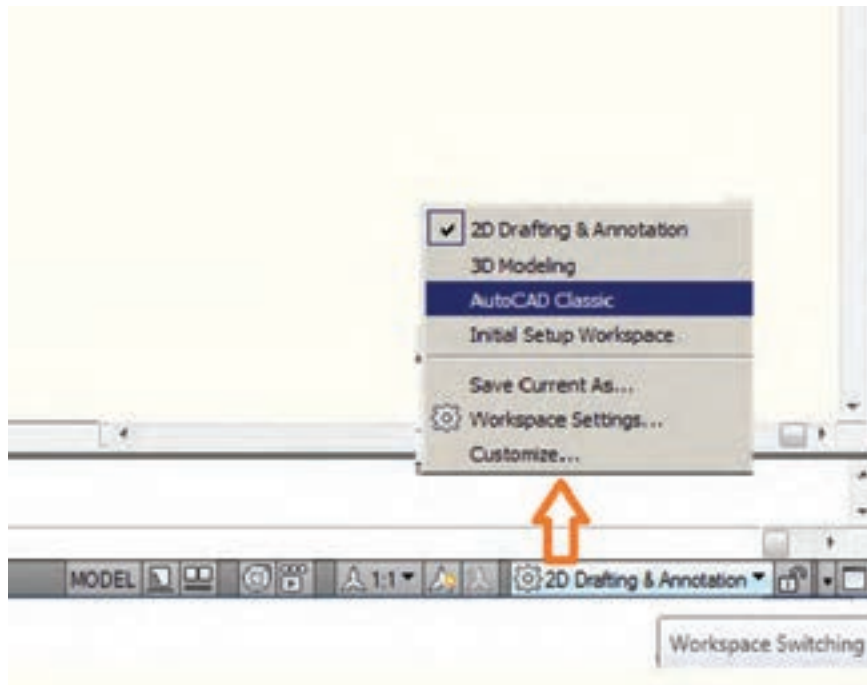 2D Drafting & Annotation
3D Modeling
AutoCAD Classic
Initial Setup Workspace
Save Current As...
Workspace Settings...
Customize...
MODEL 1:1 2D Drafting & Annotation
Workspace Switching